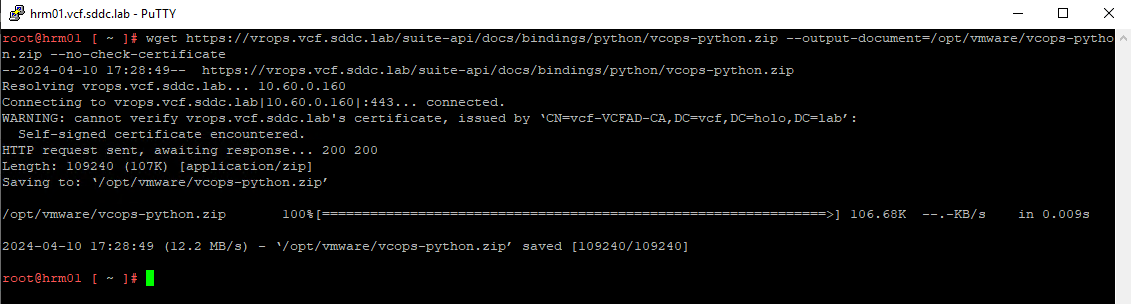 hrm01.vcf.sddc.lab - PuTTY
root@hrm01 [ ~ ]# wget https://vrops.vcf.sddc.lab/suite-api/docs/bindings/python/vcops-python.zip --output-document=/opt/vmware/vcops-pytho
n.zip --no-check-certificate
--2024-04-10 17:28:49--  https://vrops.vcf.sddc.lab/suite-api/docs/bindings/python/vcops-python.zip
Resolving vrops.vcf.sddc.lab... 10.60.0.160
Connecting to vrops.vcf.sddc.lab|10.60.0.160|:443... connected.
WARNING: cannot verify vrops.vcf.sddc.lab's certificate, issued by ‘CN=vcf-VCFAD-CA,DC=vcf,DC=holo,DC=lab’:
  Self-signed certificate encountered.
HTTP request sent, awaiting response... 200 200
Length: 109240 (107K) [application/zip]
Saving to: ‘/opt/vmware/vcops-python.zip’
/opt/vmware/vcops-python.zip       100%[===============================================================>] 106.68K  --.-KB/s    in 0.009s
2024-04-10 17:28:49 (12.2 MB/s) - ‘/opt/vmware/vcops-python.zip’ saved [109240/109240]
root@hrm01 [ ~ ]#